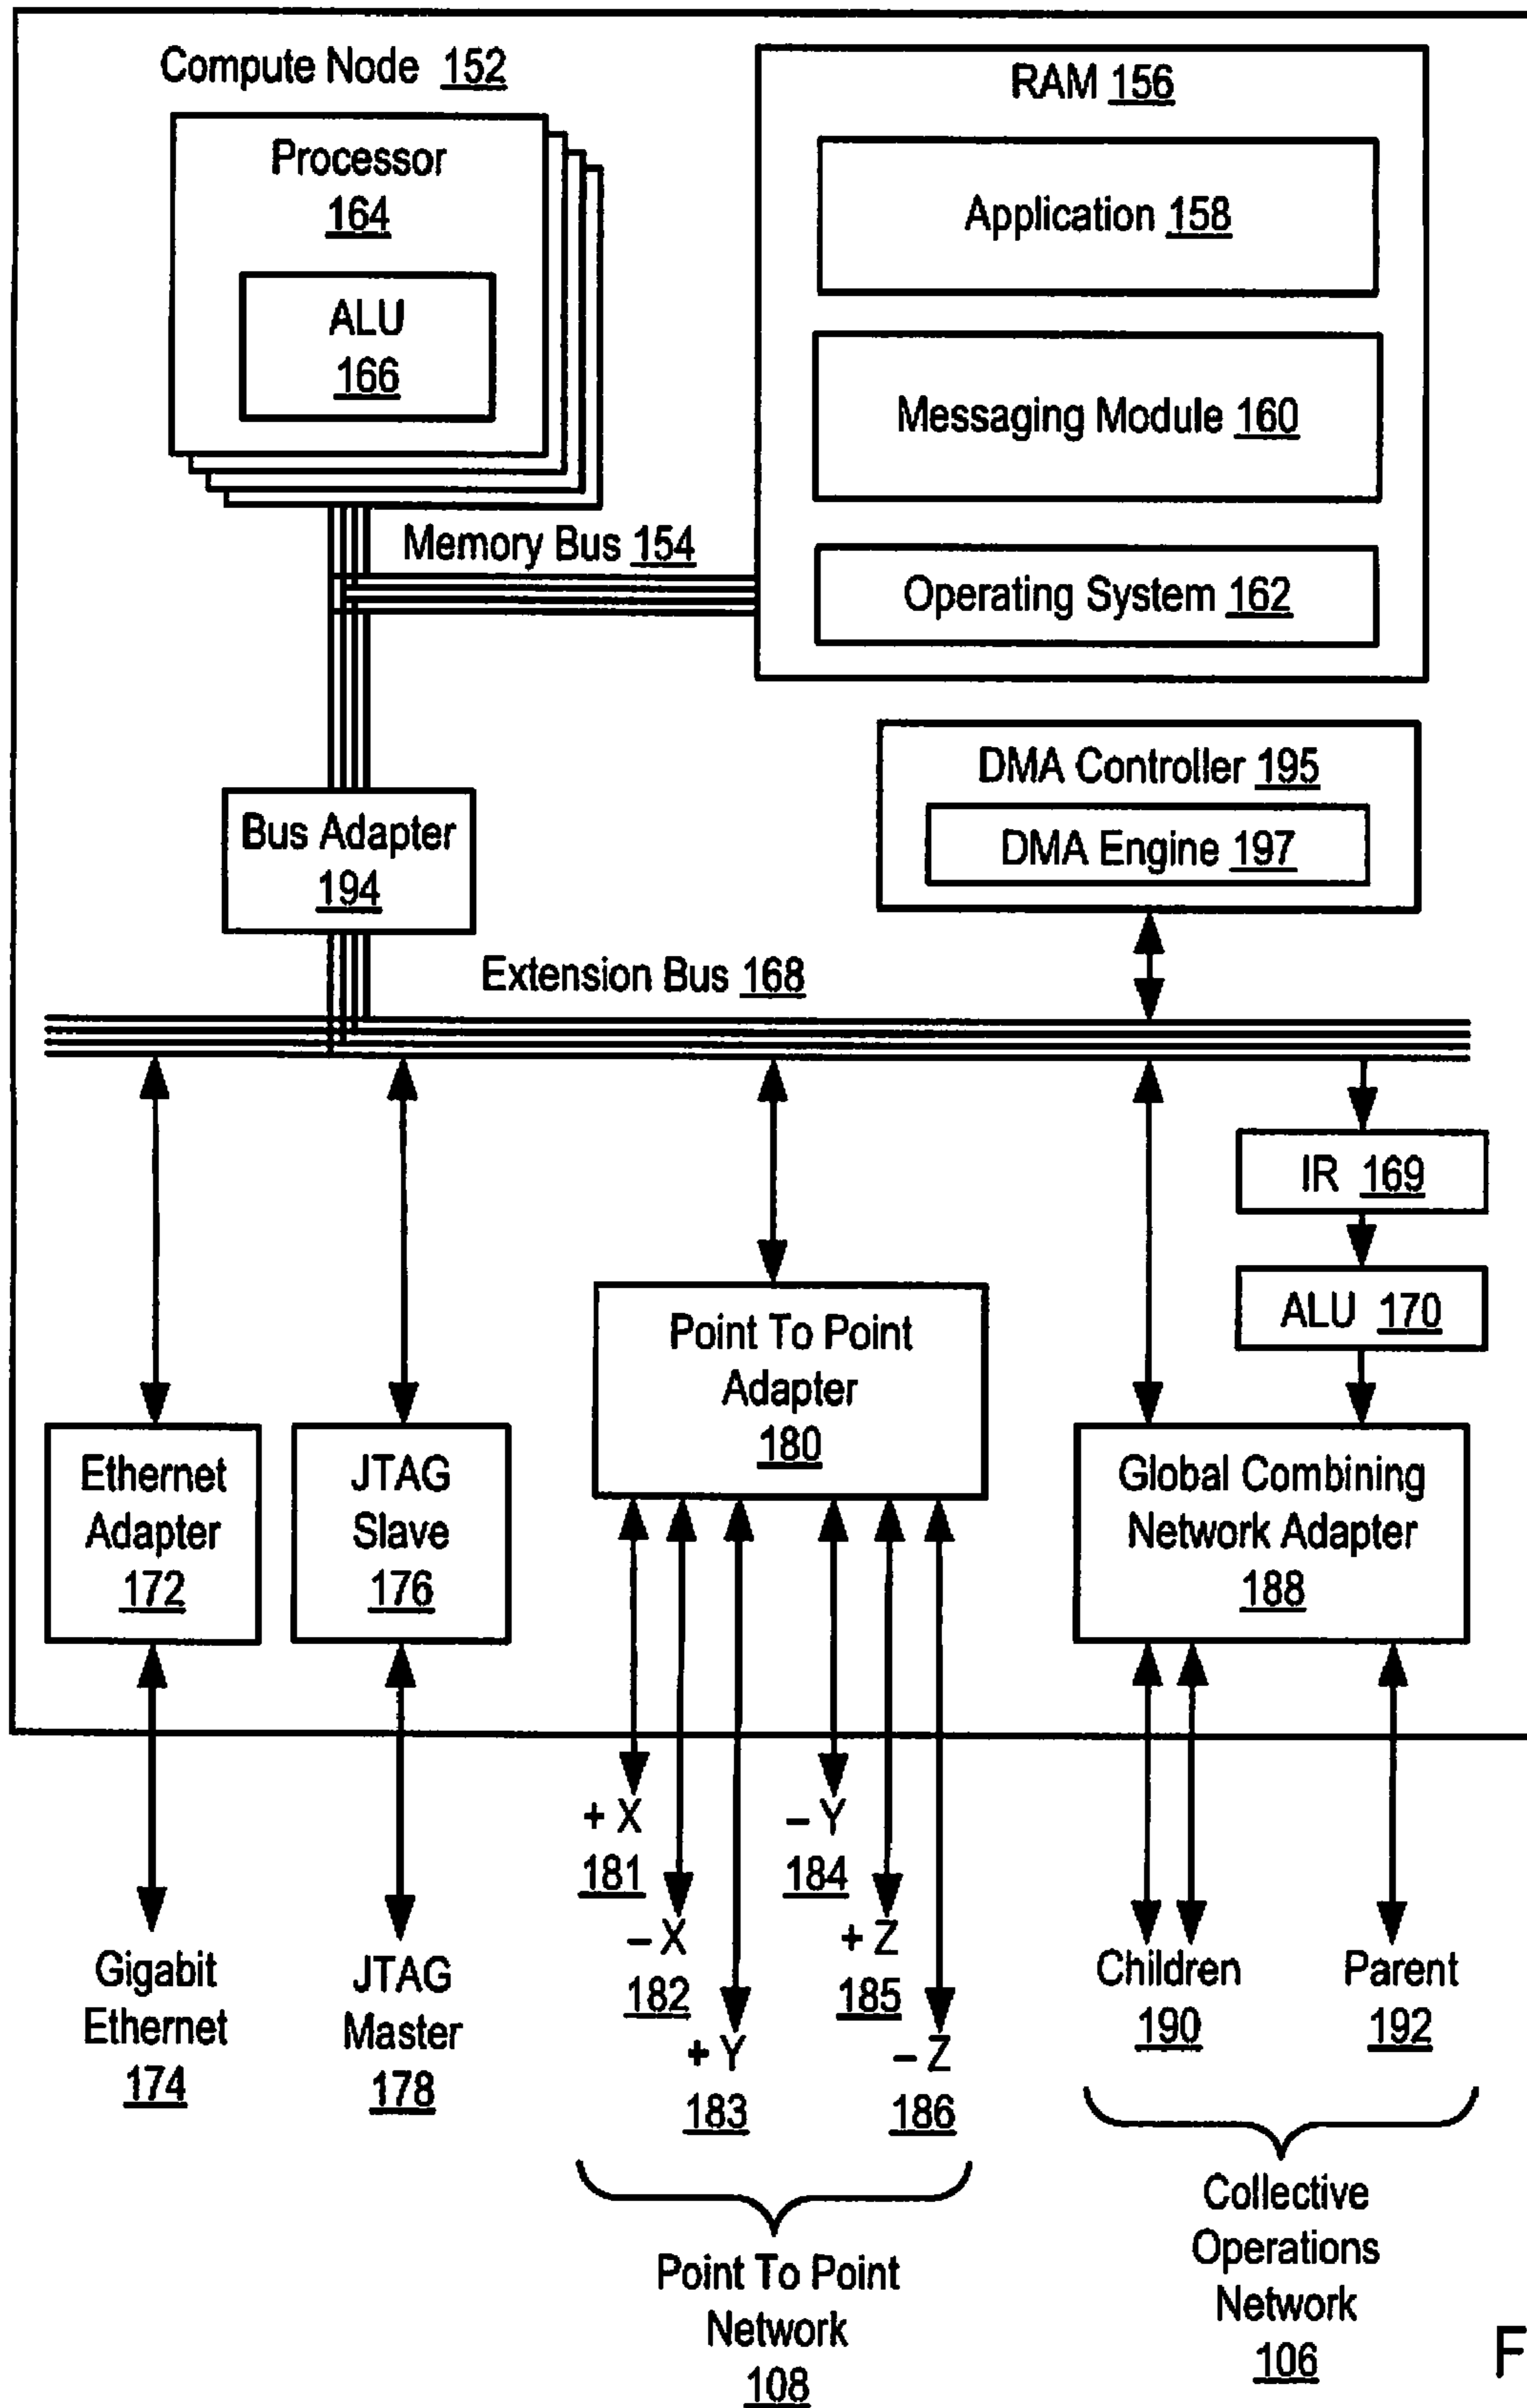 Compute Node 152
Processor
164
ALU
166
RAM 156
Application 158
Messaging Module 160
Operating System 162
Memory Bus 154
DMA Controller 195
DMA Engine 197
Bus Adapter
194
Extension Bus 168
IR 169
ALU 170
Point To Point
Adapter
180
Ethernet
Adapter
172
JTAG
Slave
176
Global Combining
Network Adapter
188
+ X
181
– X
182
+ Y
183
– Y
184
+ Z
185
– Z
186
Gigabit
Ethernet
174
JTAG
Master
178
Children
190
Parent
192
Point To Point
Network
108
Collective
Operations
Network
106
F